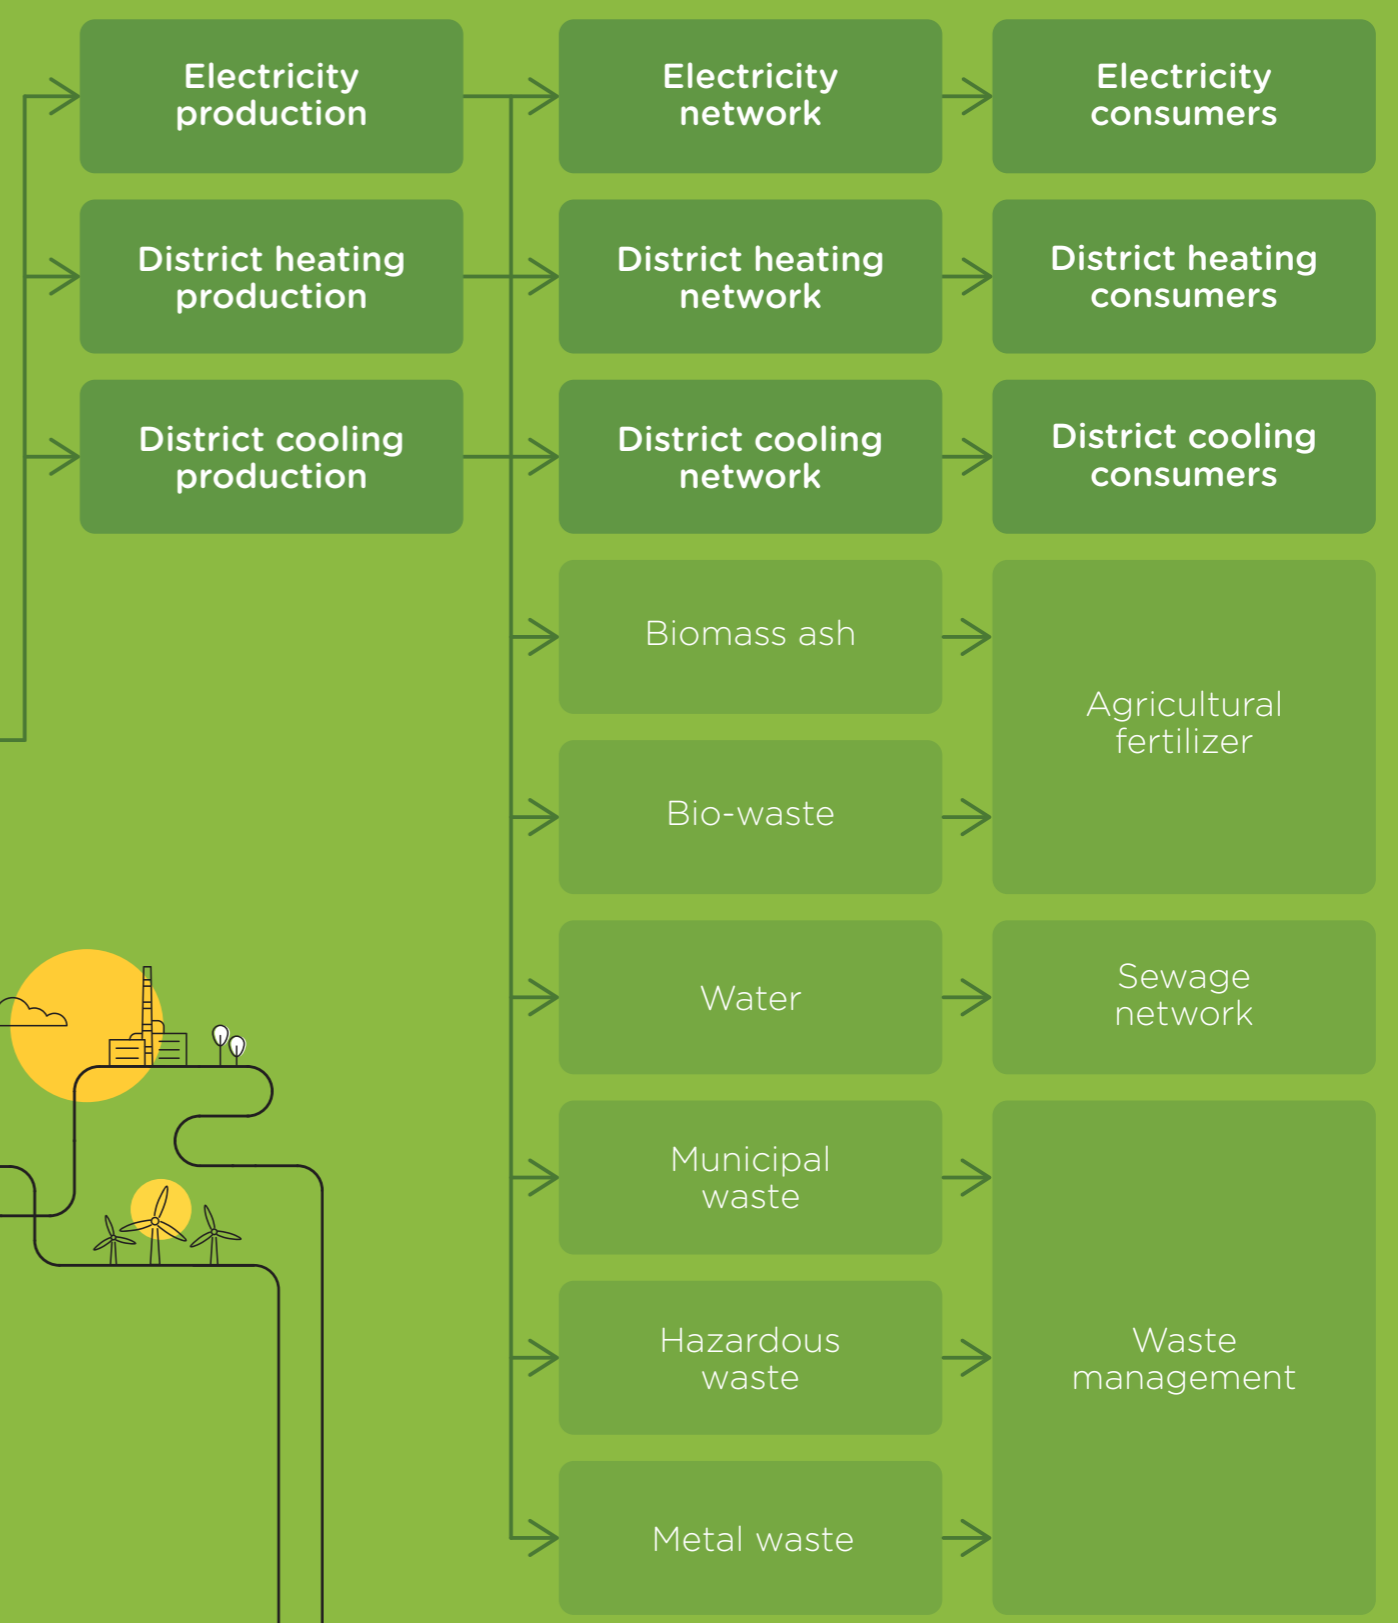 Electricity
production
Electricity
network
Electricity
consumers
District heating
production
District heating
network
District heating
consumers
District cooling
production
District cooling
network
District cooling
consumers
Biomass ash
Agricultural
fertilizer
Bio-waste
Water
Sewage
network
Municipal
waste
Hazardous
waste
Waste
management
Metal waste